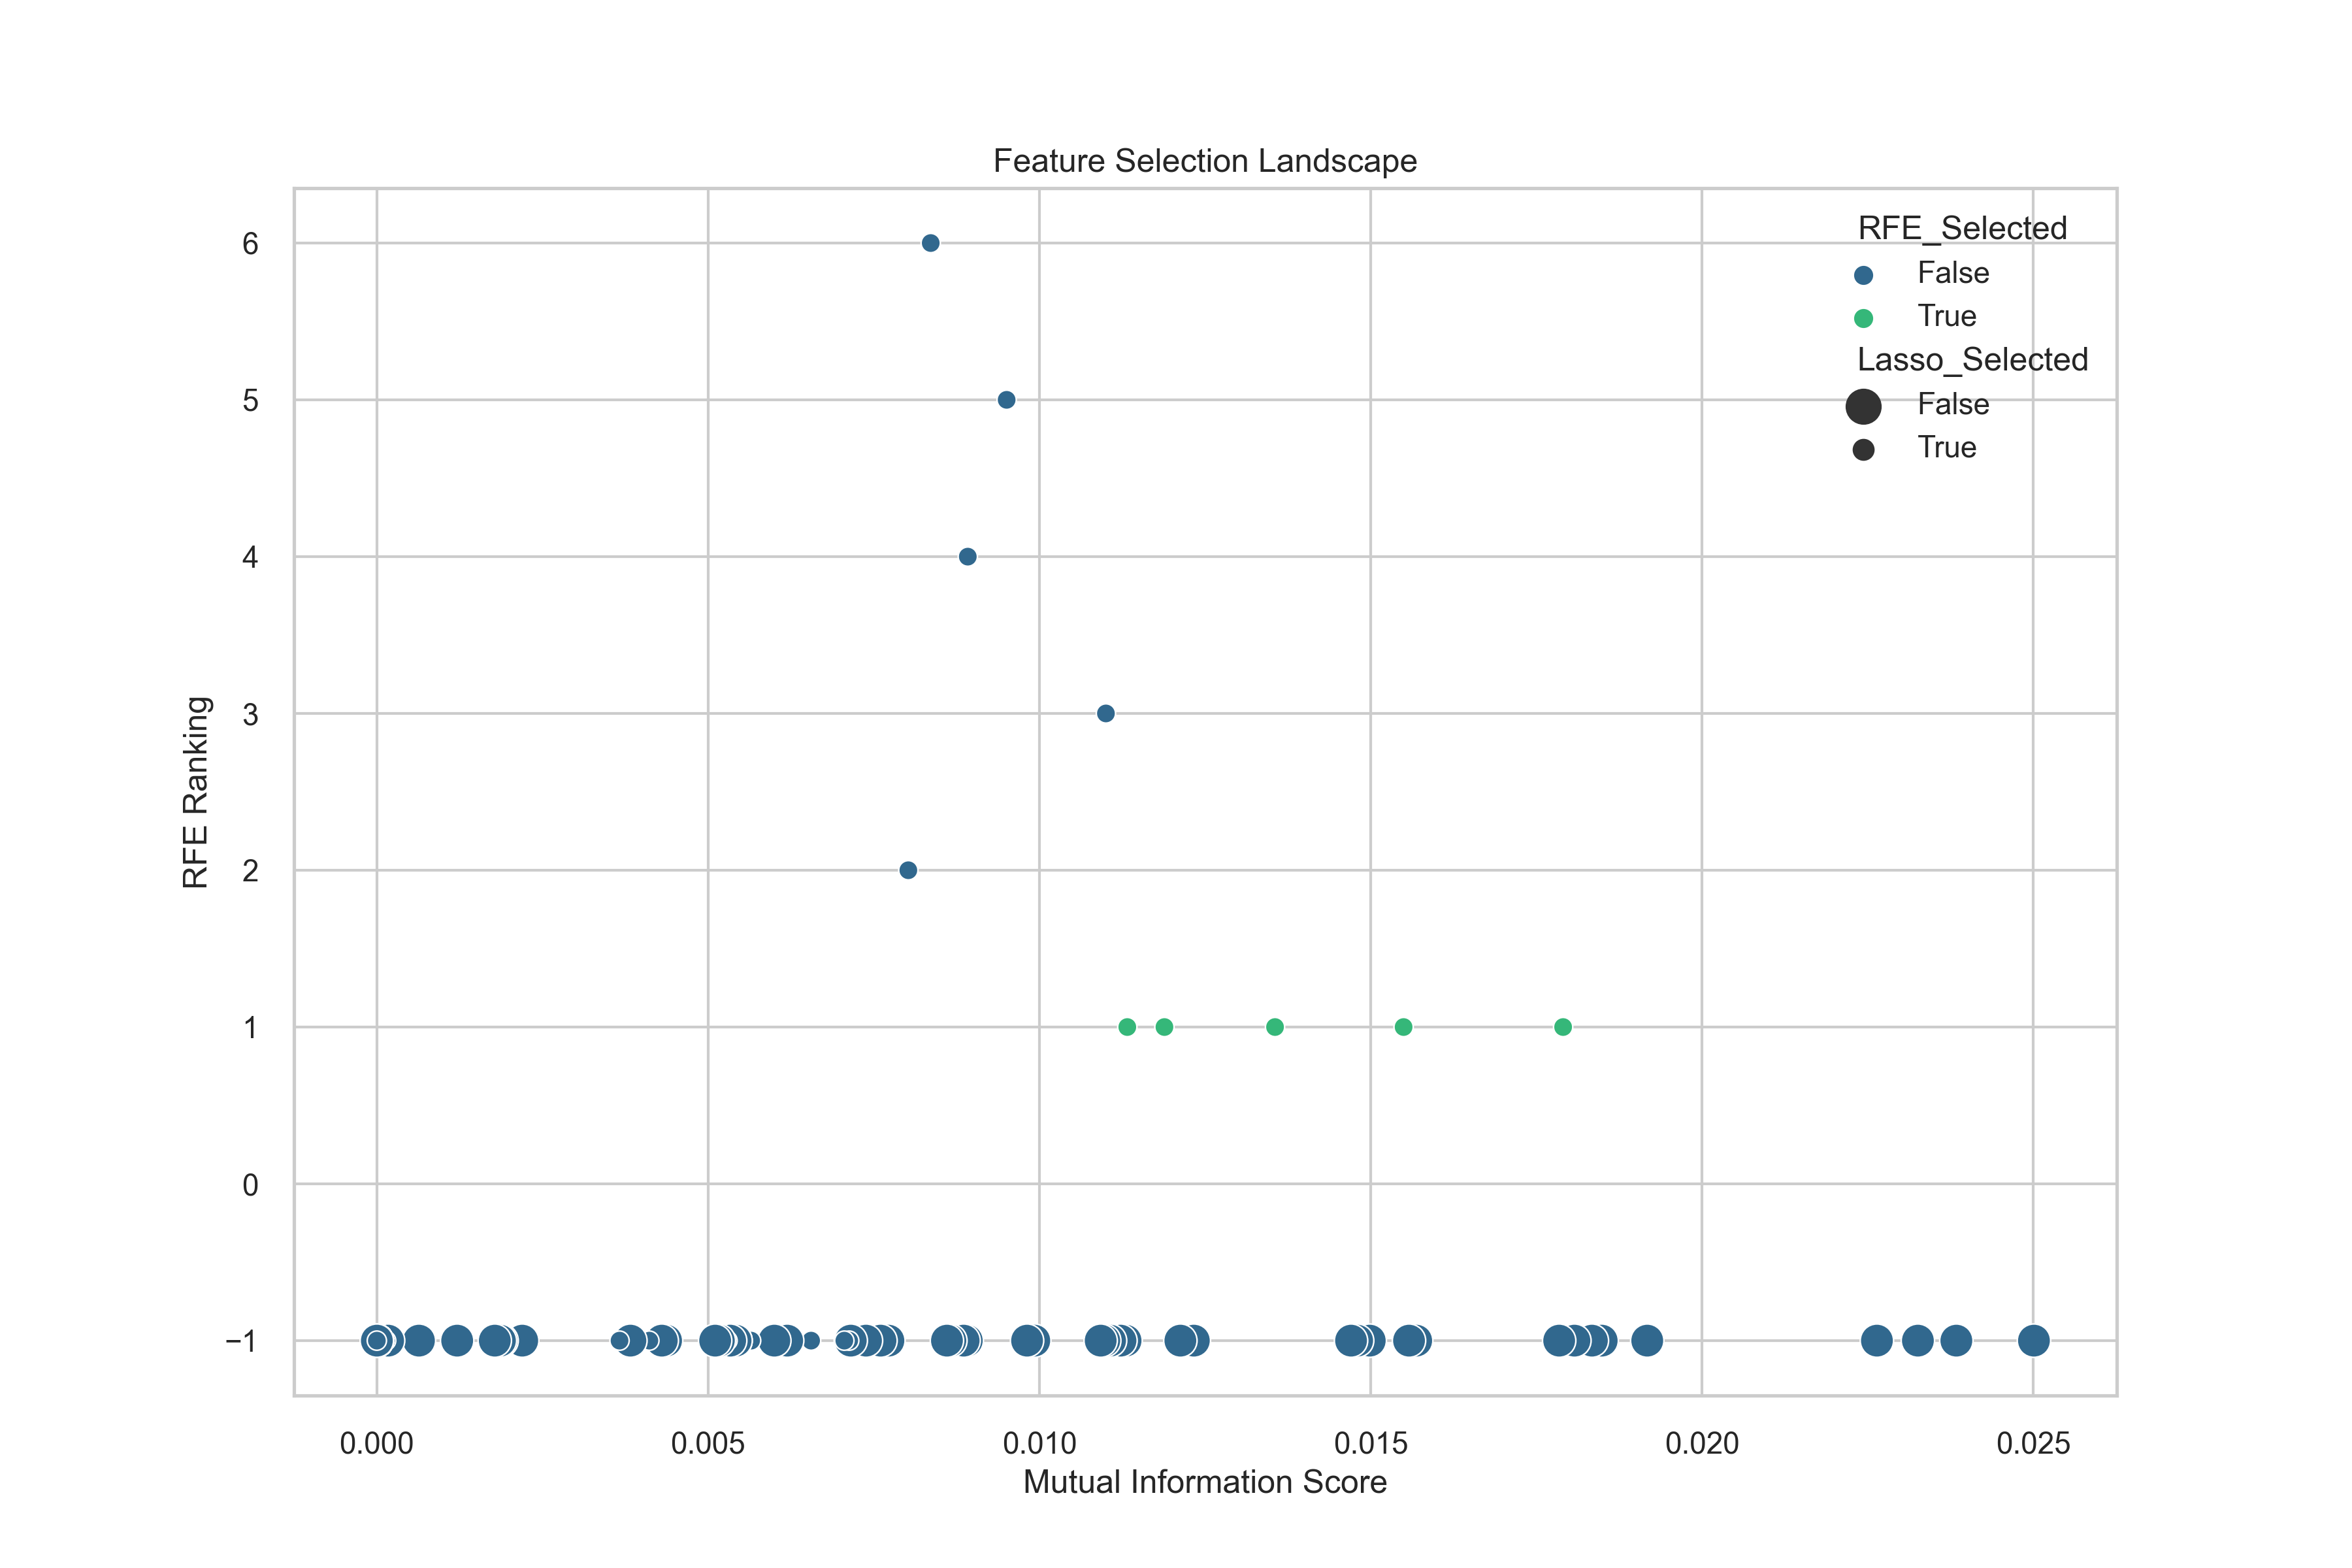 Feature Selection Landscape
RFE_Selected
False
True
Lasso_Selected
False
True
6
5
4
3
2
1
0
−1
RFE Ranking
0.000 0.005 0.010 0.015 0.020 0.025
Mutual Information Score